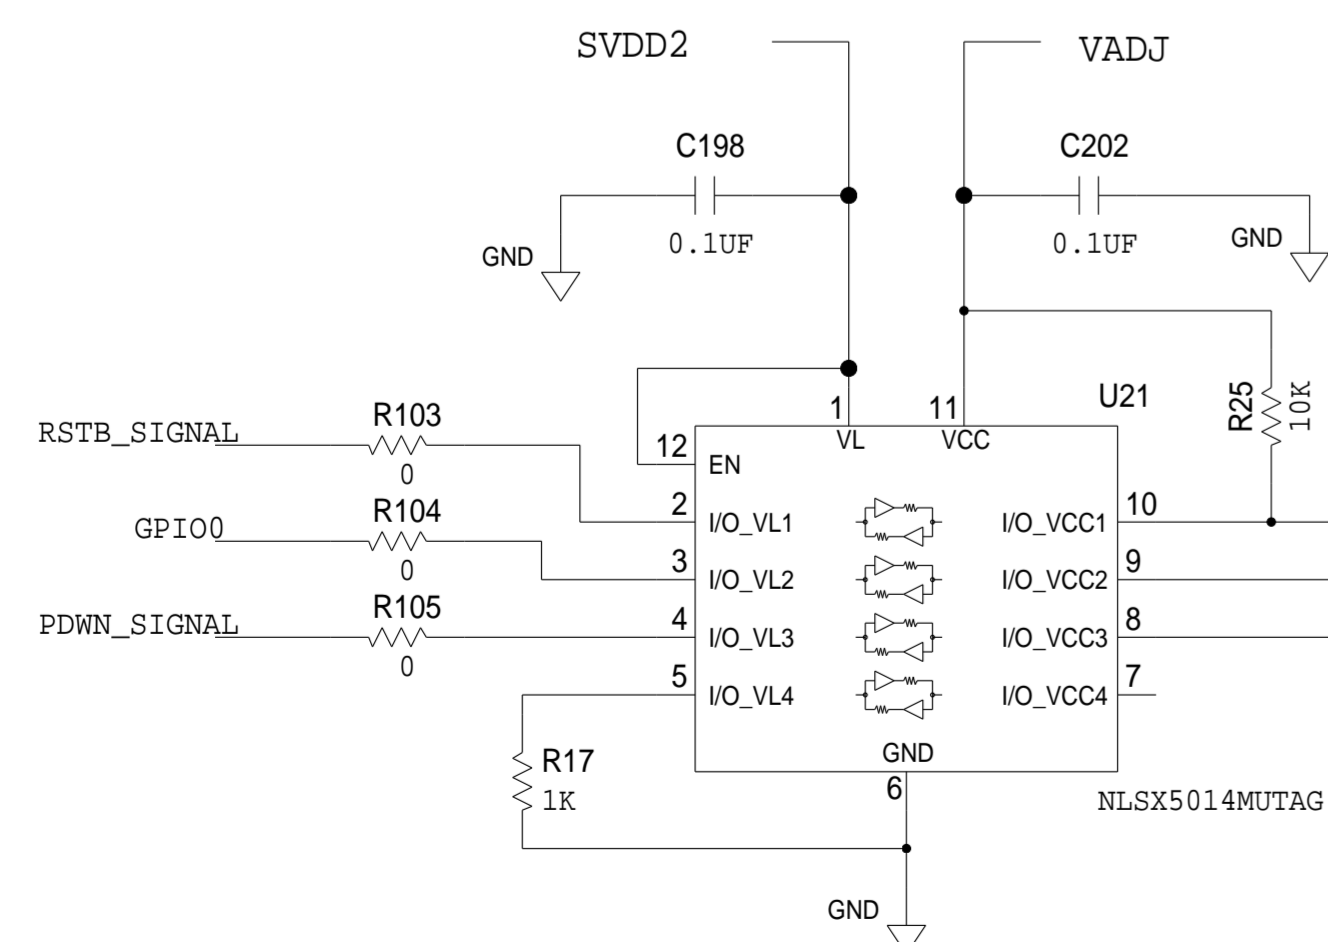 SVDD2
VADJ
C198
0.1UF
GND
C202
0.1UF
GND
U21
R25
10K
1
VL
11
VCC
RSTB_SIGNAL
R103
0
GPIO0
R104
0
PDWN_SIGNAL
R105
0
12
EN
2
I/O_VL1
I/O_VCC1
10
3
I/O_VL2
I/O_VCC2
9
4
I/O_VL3
I/O_VCC3
8
5
I/O_VL4
I/O_VCC4
7
GND
6
R17
1K
NLSX5014MUTAG
GND